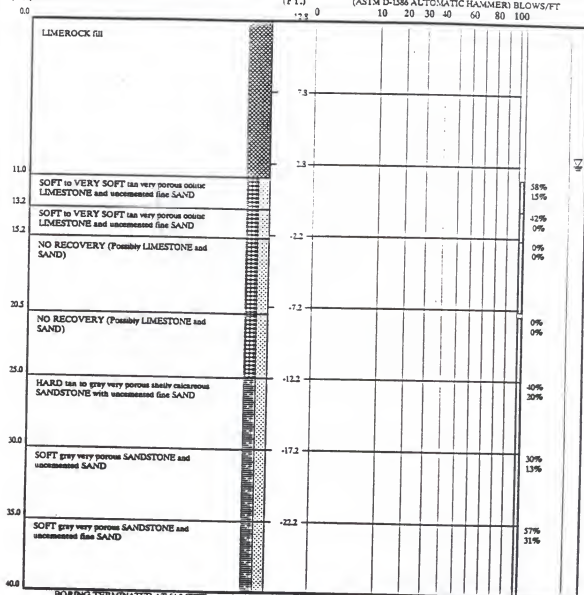 (FT.) (ASTM D-1586 AUTOMATIC HAMMER) BLOWS/FT
0.0 12.8 0 10 20 30 40 60 80 100
LIMEROCK fill
7.8
2.8
11.0
SOFT to VERY SOFT tan very porous oolitic
LIMESTONE and uncemented fine SAND
58%
15%
13.2
SOFT to VERY SOFT tan very porous oolitic
LIMESTONE and uncemented fine SAND
42%
0%
15.2
-2.2
NO RECOVERY (Possibly LIMESTONE and
SAND)
0%
0%
20.5
-7.2
NO RECOVERY (Possibly LIMESTONE and
SAND)
0%
0%
25.0
-12.2
HARD tan to gray very porous shelly calcareous
SANDSTONE with uncemented fine SAND
40%
20%
30.0
-17.2
SOFT gray very porous SANDSTONE and
uncemented SAND
30%
13%
35.0
-22.2
SOFT gray very porous SANDSTONE and
uncemented fine SAND
57%
31%
40.0
BORING TERMINATED AT